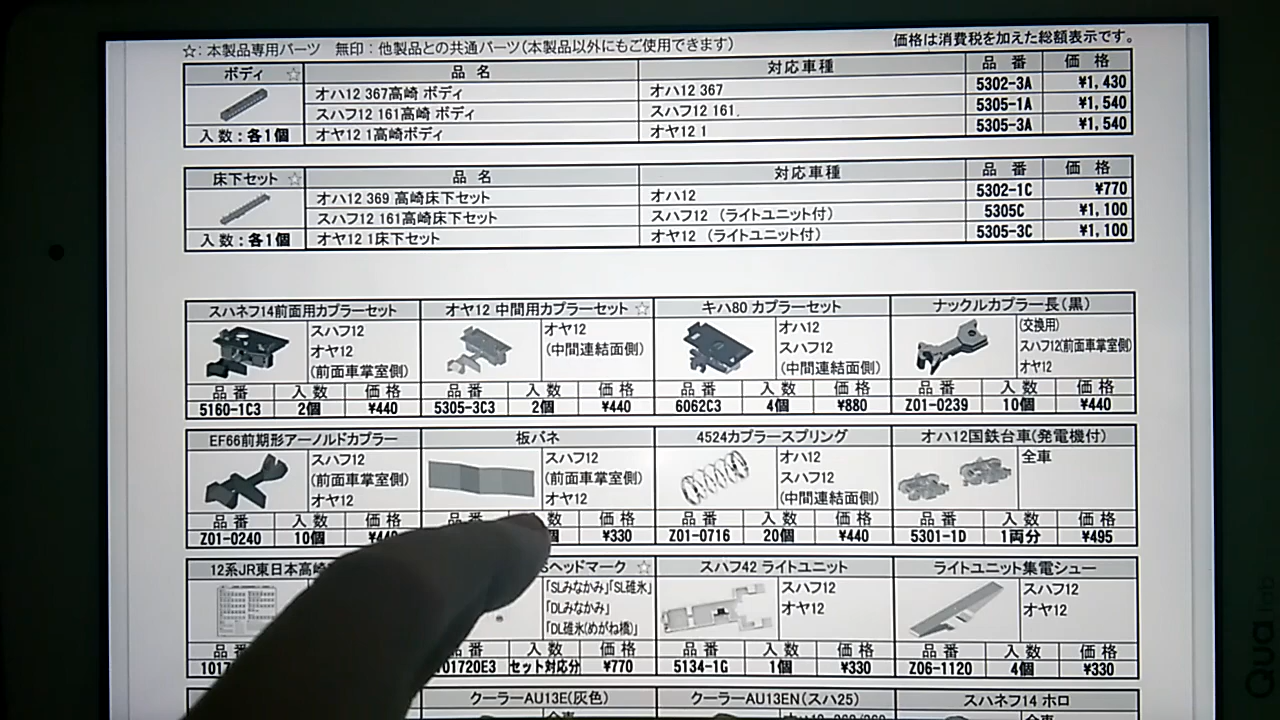 ☆：本製品専用パーツ 無印：他製品との共通パーツ(本製品以外にもご使用できます) 価格は消費税を加えた総額表示です。
ボディ ☆ 品名 対応車種 品番 価格
オハ12 367高崎 ボディ オハ12 367 5302-3A ¥1,430
スハフ12 161高崎 ボディ スハフ12 161 5305-1A ¥1,540
入数：各1個 オヤ12 1高崎ボディ オヤ12 1 5305-3A ¥1,540
床下セット ☆ 品名 対応車種 品番 価格
オハ12 369 高崎床下セット オハ12 5302-1C ¥770
スハフ12 161高崎床下セット スハフ12 (ライトユニット付) 5305C ¥1,100
入数：各1個 オヤ12 1床下セット オヤ12 (ライトユニット付) 5305-3C ¥1,100
スハネフ14前面用カプラーセット オヤ12 中間用カプラーセット ☆ キハ80 カプラーセット ナックルカプラー長(黒)
スハフ12 オヤ12 オハ12 (交換用)
オヤ12 (中間連結面側) スハフ12 スハフ12(前面車掌室側)
(前面車掌室側) (中間連結面側) オヤ12
品番 入数 価格 品番 入数 価格 品番 入数 価格 品番 入数 価格
5160-1C3 2個 ¥440 5305-3C3 2個 ¥440 6062C3 4個 ¥880 Z01-0239 10個 ¥440
EF66前期形アーノルドカプラー 板バネ 4524カプラースプリング オハ12国鉄台車(発電機付)
スハフ12 スハフ12 オハ12 全車
(前面車掌室側) (前面車掌室側) スハフ12
オヤ12 オヤ12 (中間連結面側)
品番 入数 価格 品番 数 価格 品番 入数 価格 品番 入数 価格
Z01-0240 10個 ¥440 個 ¥330 Z01-0716 20個 ¥440 5301-1D 1両分 ¥495
12系JR東日本高崎 ヘッドマーク ☆ スハフ42 ライトユニット ライトユニット集電シュー
「SLみなかみ」「SL碓氷」 スハフ12 スハフ12
「DLみなかみ」 オヤ12 オヤ12
「DL碓氷(めがね橋)」
品 入数 価格 品番 入数 価格 品番 入数 価格
1017 01720E3 セット対応分 ¥770 5134-1G 1個 ¥330 Z06-1120 4個 ¥330
クーラーAU13E(灰色) クーラーAU13EN(スハ25) スハネフ14 ホロ
全車 全車
Qua tab